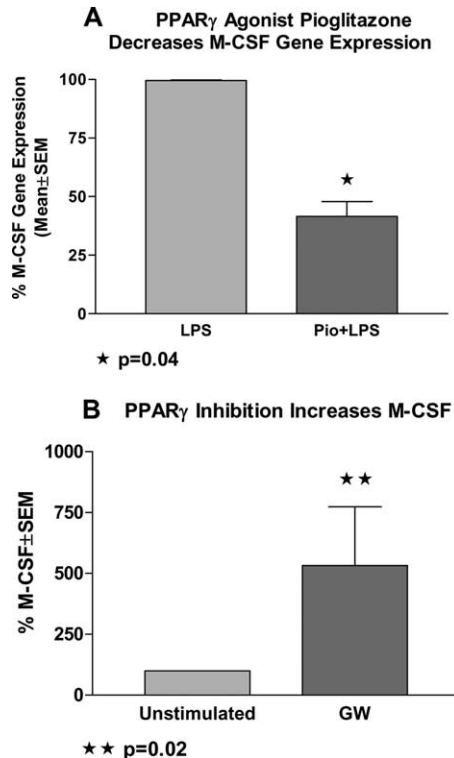 A PPARγ Agonist Pioglitazone
Decreases M-CSF Gene Expression
% M-CSF Gene Expression
(Mean±SEM
100
75
50
25
0
★
LPS
Pio+LPS
★ p=0.04
B PPARγ Inhibition Increases M-CSF
% M-CSF±SEM
1000
750
500
250
0
★★
Unstimulated
GW
★★ p=0.02